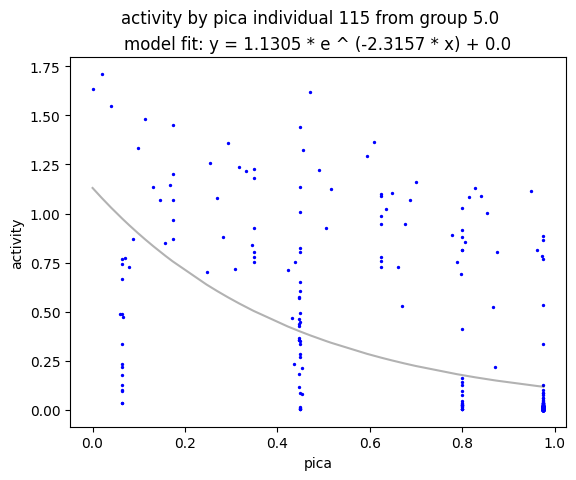 activity by pica individual 115 from group 5.0
model fit: y = 1.1305 * e ^ (-2.3157 * x) + 0.0
1.75
1.50
1.25
1.00
0.75
0.50
0.25
0.00
activity
0.0 0.2 0.4 0.6 0.8 1.0
pica